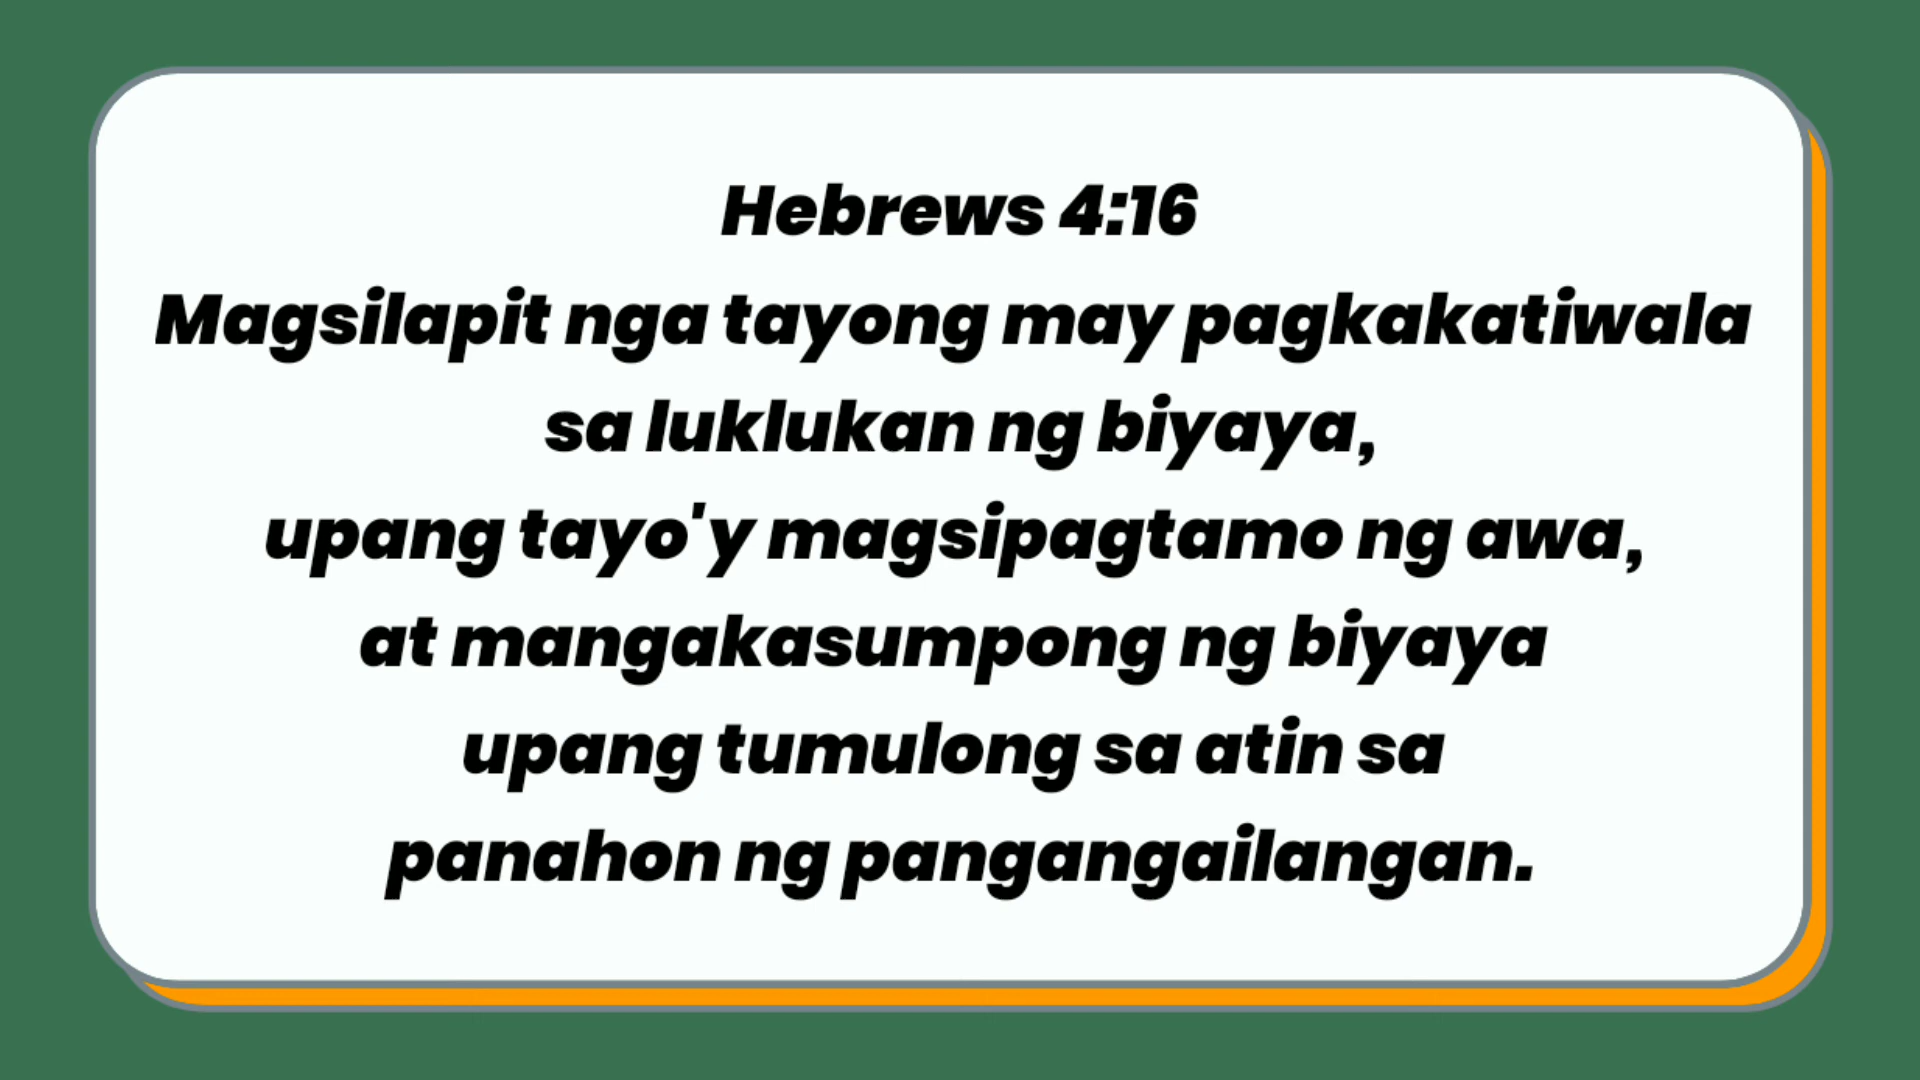 Hebrews 4:16
Magsilapit nga tayong may pagkakatiwala
sa luklukan ng biyaya,
upang tayo'y magsipagtamo ng awa,
at mangakasumpong ng biyaya
upang tumulong sa atin sa
panahon ng pangangailangan.